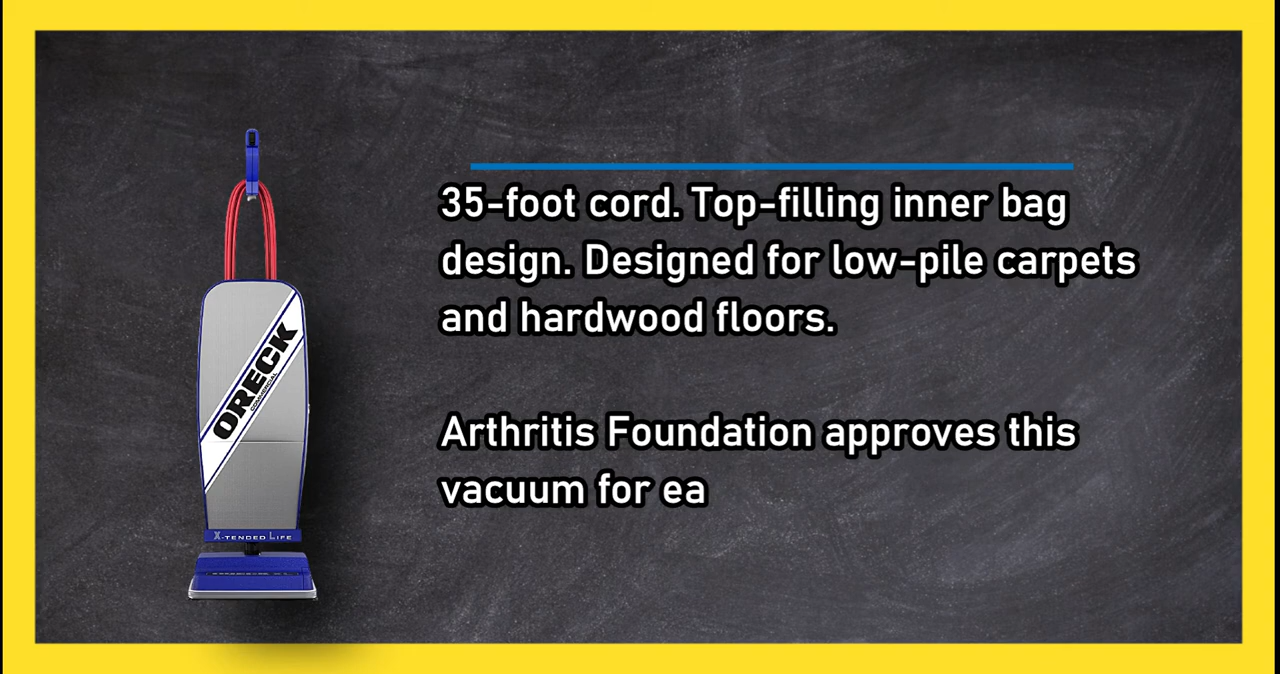 35-foot cord. Top-filling inner bag
design. Designed for low-pile carpets
and hardwood floors.
Arthritis Foundation approves this
vacuum for ea
ORECK
COMMERCIAL
X-TENDED LIFE